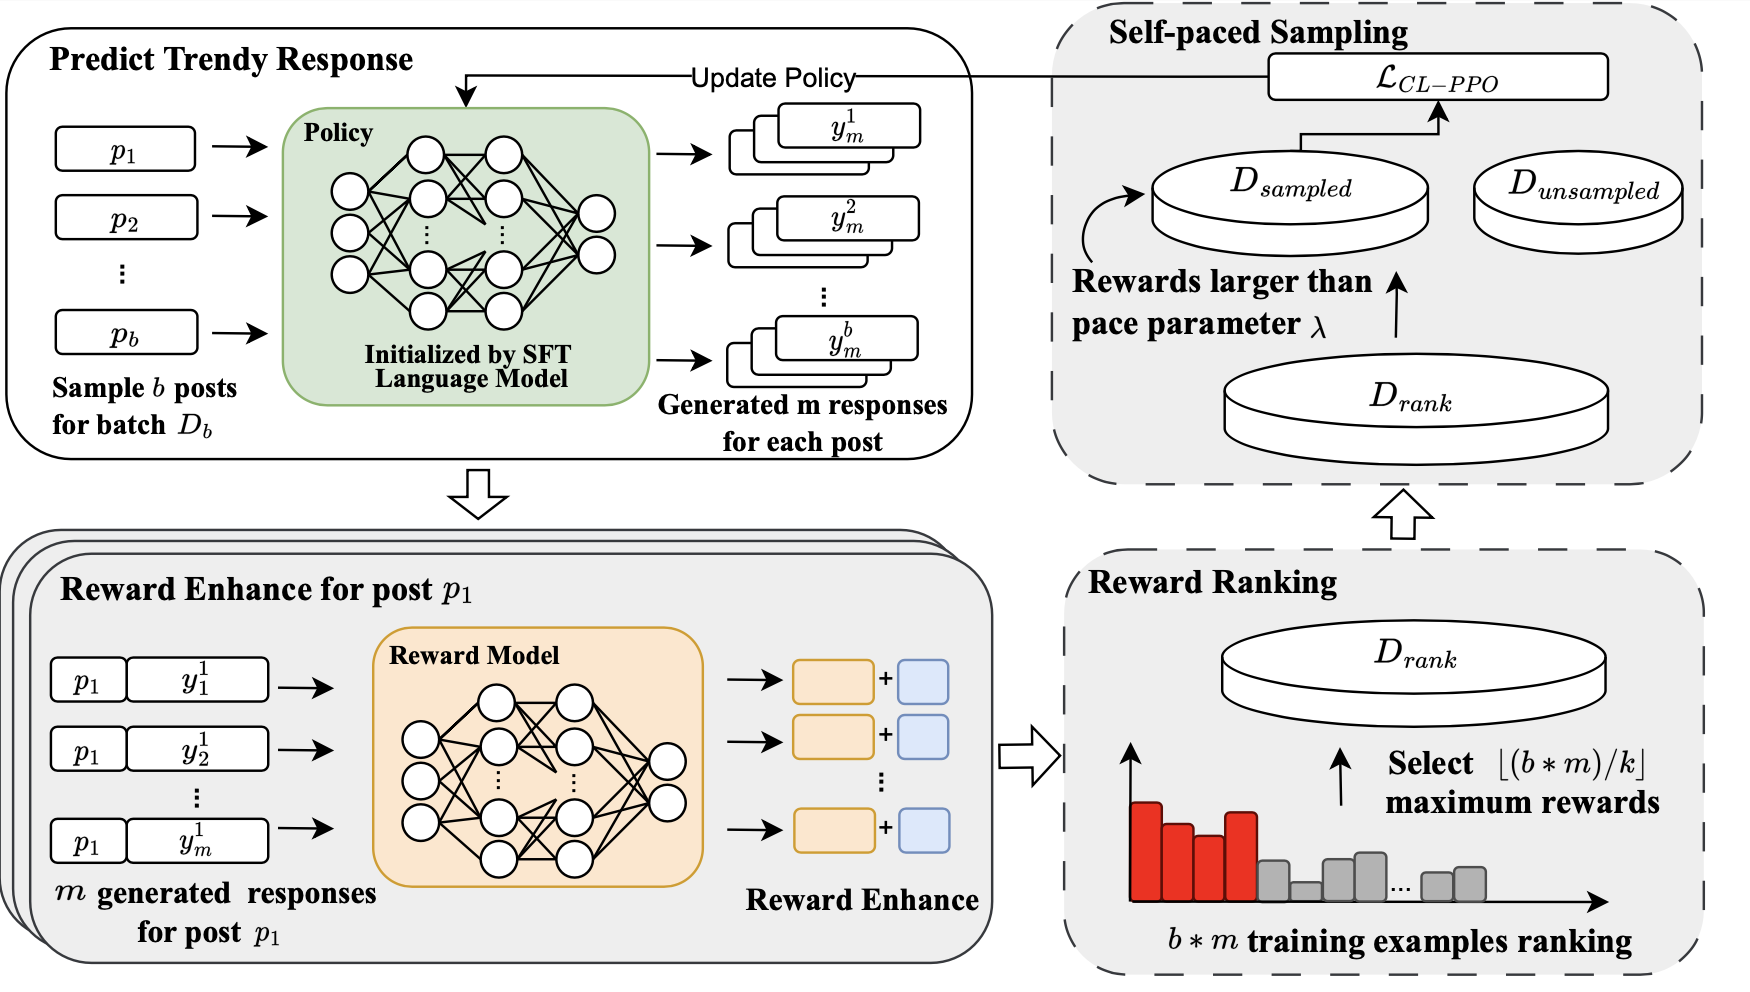 Predict Trendy Response
Update Policy
p_1
p_2
⋮
p_b
Sample b posts
for batch D_b
Policy
⋮ ⋮
Initialized by SFT
Language Model
y_m^1
y_m^2
⋮
y_m^b
Generated m responses
for each post
Self-paced Sampling
ℒ_{CL−PPO}
D_{sampled}
D_{unsampled}
Rewards larger than
pace parameter λ
D_{rank}
Reward Enhance for post p_1
p_1 y_1^1
p_1 y_2^1
⋮
p_1 y_m^1
m generated responses
for post p_1
Reward Model
⋮ ⋮
+
+
⋮
+
Reward Enhance
Reward Ranking
D_{rank}
Select ⌊(b ∗ m)/k⌋
maximum rewards
...
b ∗ m training examples ranking